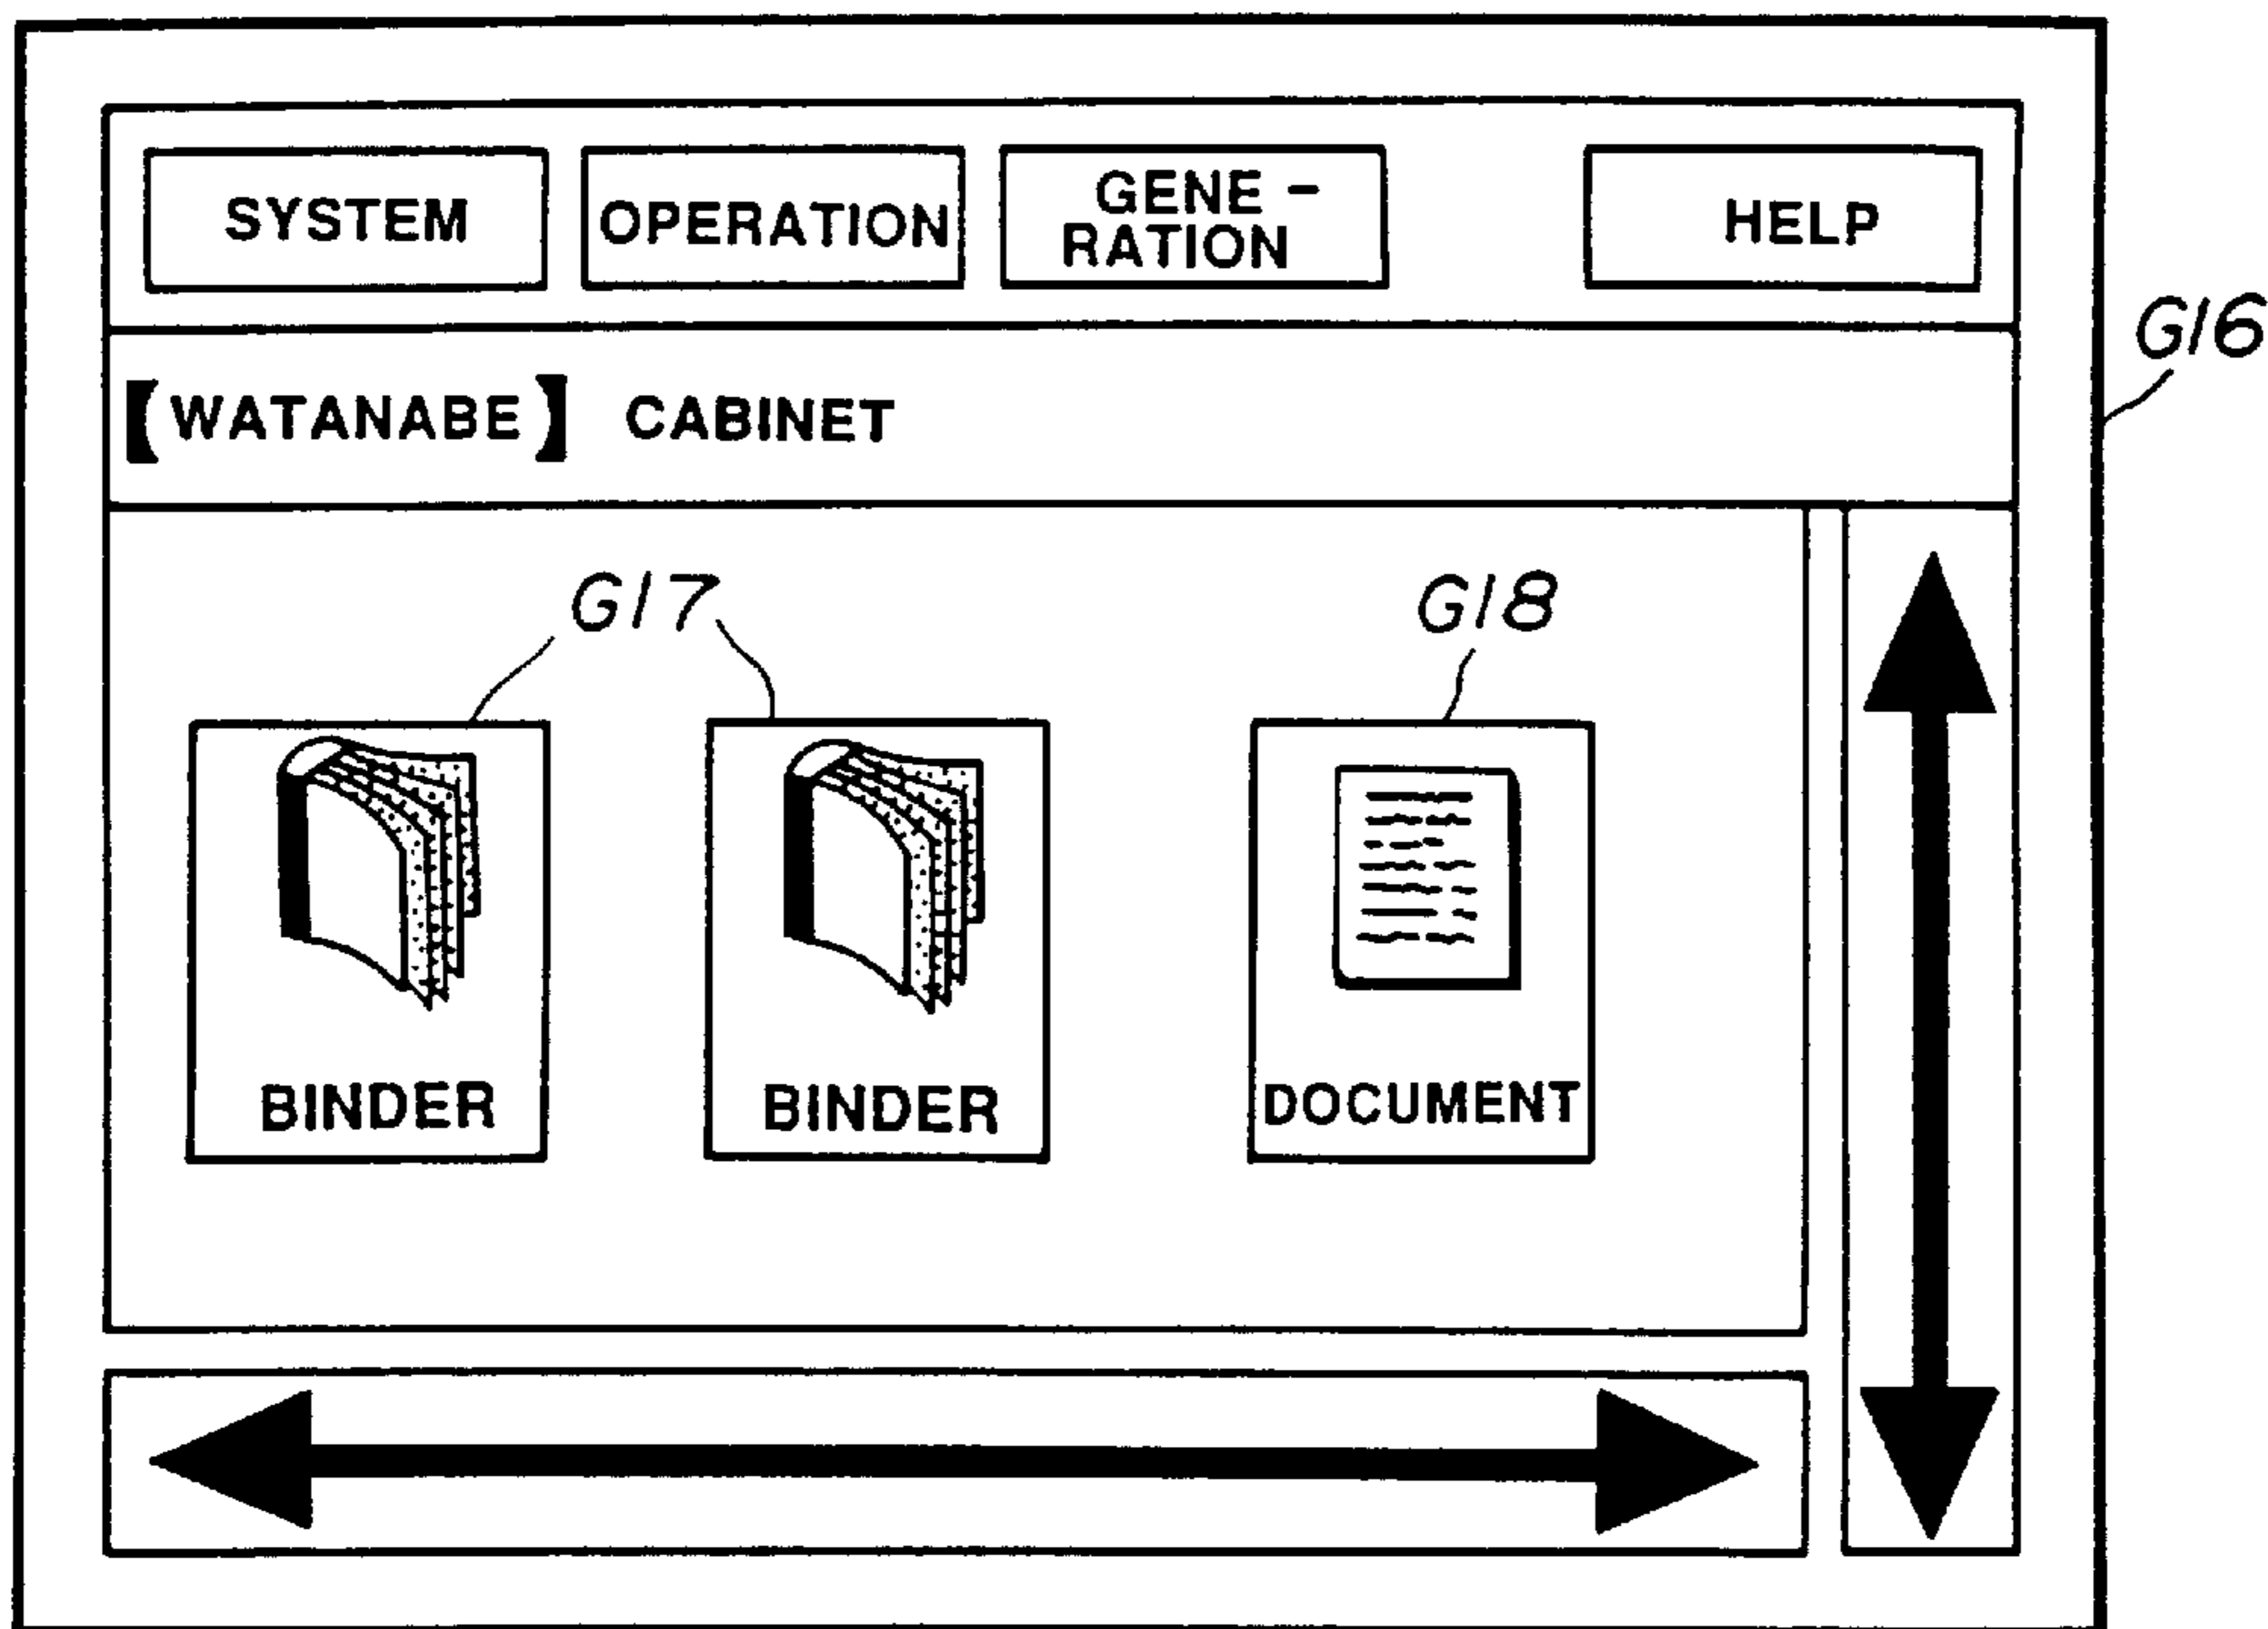 SYSTEM OPERATION GENE - HELP
RATION
G16
【WATANABE】 CABINET
G17 G18
BINDER BINDER DOCUMENT